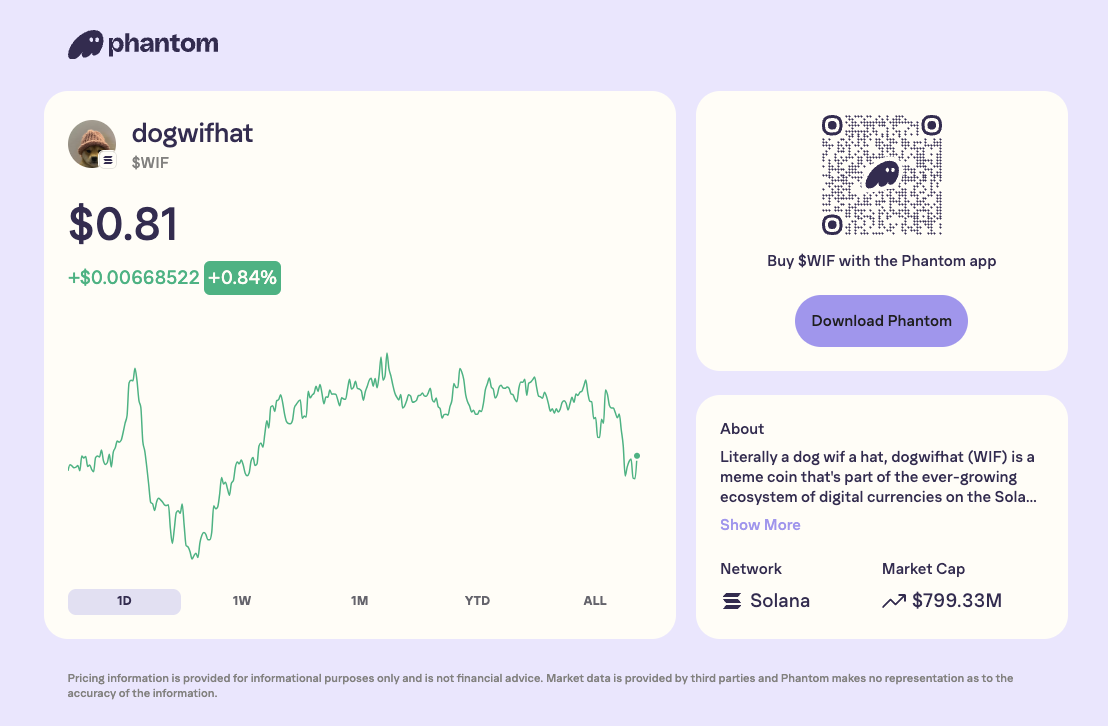 phantom
dogwifhat
$WIF
$0.81
+$0.00668522 +0.84%
1D 1W 1M YTD ALL
Buy $WIF with the Phantom app
Download Phantom
About
Literally a dog wif a hat, dogwifhat (WIF) is a
meme coin that's part of the ever-growing
ecosystem of digital currencies on the Sola...
Show More
Network Market Cap
Solana $799.33M
Pricing information is provided for informational purposes only and is not financial advice. Market data is provided by third parties and Phantom makes no representation as to the
accuracy of the information.